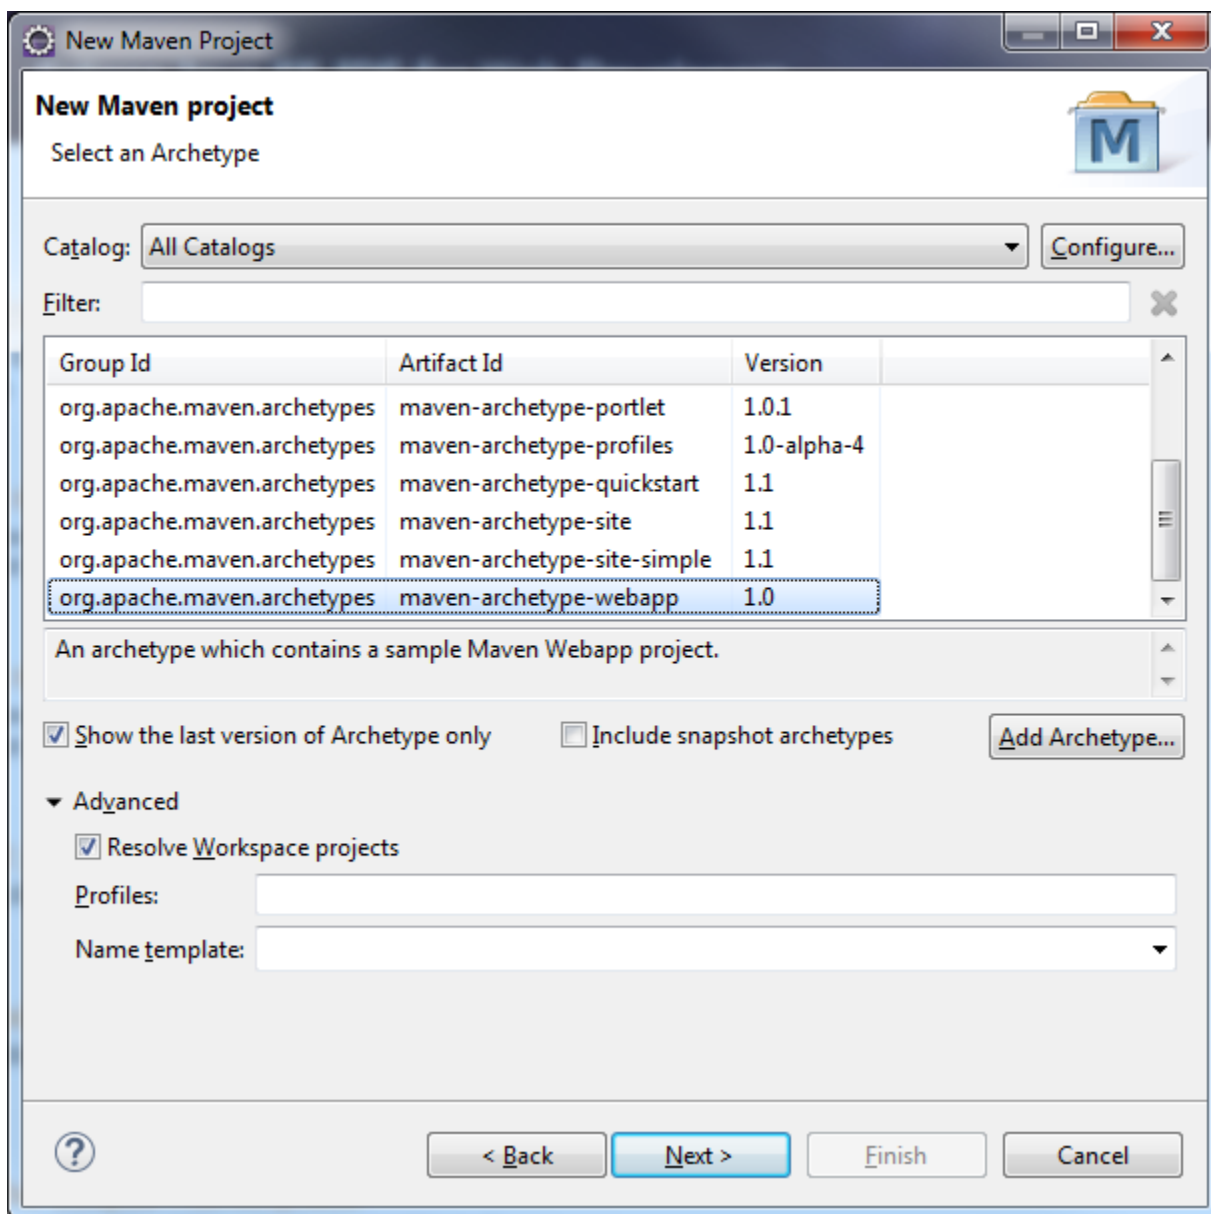 New Maven Project
New Maven project
M
Select an Archetype
Catalog: All Catalogs Configure...
Filter:
Group Id Artifact Id Version
org.apache.maven.archetypes maven-archetype-portlet 1.0.1
org.apache.maven.archetypes maven-archetype-profiles 1.0-alpha-4
org.apache.maven.archetypes maven-archetype-quickstart 1.1
org.apache.maven.archetypes maven-archetype-site 1.1
org.apache.maven.archetypes maven-archetype-site-simple 1.1
org.apache.maven.archetypes maven-archetype-webapp 1.0
An archetype which contains a sample Maven Webapp project.
Show the last version of Archetype only Include snapshot archetypes Add Archetype...
Advanced
Resolve Workspace projects
Profiles:
Name template:
? < Back Next > Finish Cancel